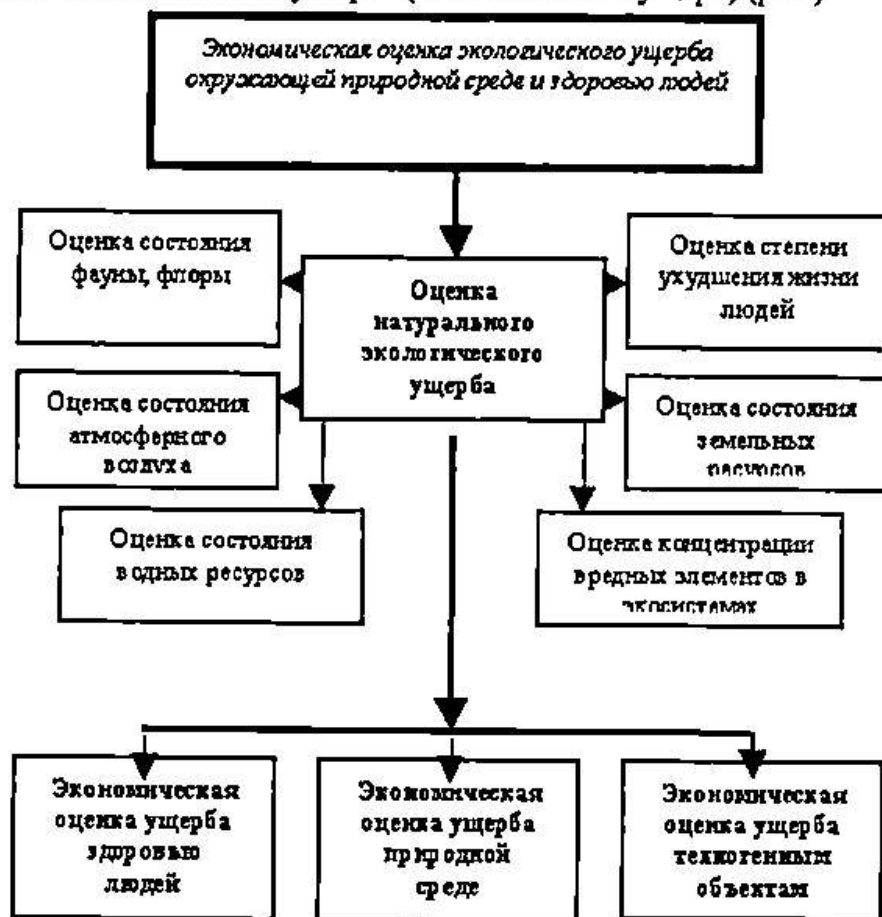 Экономическая оценка экологического ущерба
окружающей природной среде и здоровью людей
Оценка состояния
фауны, флоры
Оценка
натурального
экологического
ущерба
Оценка степени
ухудшения жизни
людей
Оценка состояния
атмосферного
воздуха
Оценка состояния
земельных
ресурсов
Оценка состояния
водных ресурсов
Оценка концентрации
вредных элементов в
экосистемах
Экономическая
оценка ущерба
здоровью
людей
Экономическая
оценка ущерба
природной
среде
Экономическая
оценка ущерба
техногенным
объектам